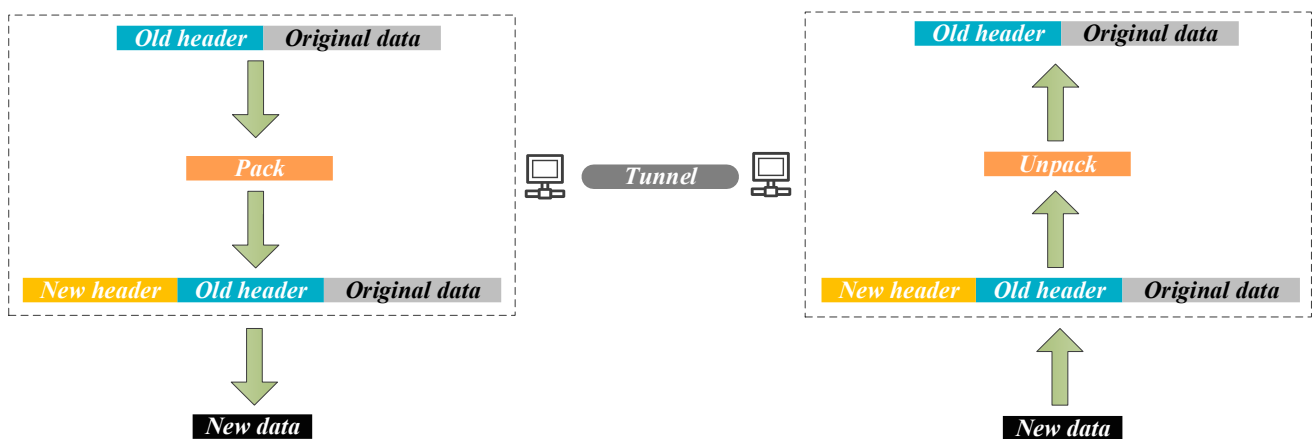 Old header Original data
Pack
New header Old header Original data
New data
Tunnel
Old header Original data
Unpack
New header Old header Original data
New data